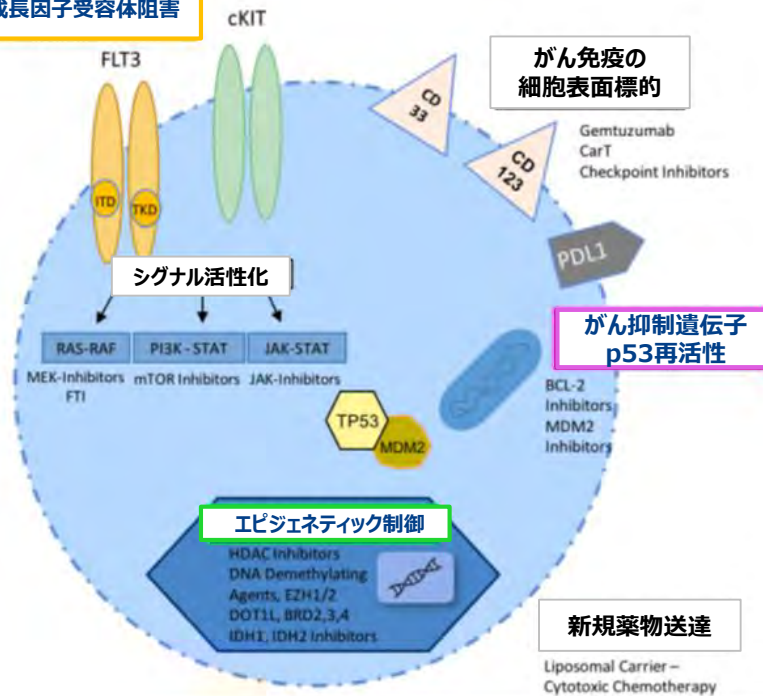 成長因子受容体阻害
cKIT
FLT3
がん免疫の
細胞表面標的
CD
33
CD
123
Gemtuzumab
CarT
Checkpoint Inhibitors
ITD
TKD
PDL1
シグナル活性化
RAS-RAF
PI3K - STAT
JAK-STAT
MEK-Inhibitors
FTI
mTOR Inhibitors
JAK-Inhibitors
がん抑制遺伝子
p53再活性
BCL-2
Inhibitors
MDM2
Inhibitors
TP53
MDM2
エピジェネティック制御
HDAC Inhibitors
DNA Demethylating
Agents, EZH1/2
DOT1L, BRD2,3,4
IDH1, IDH2 Inhibitors
新規薬物送達
Liposomal Carrier –
Cytotoxic Chemotherapy